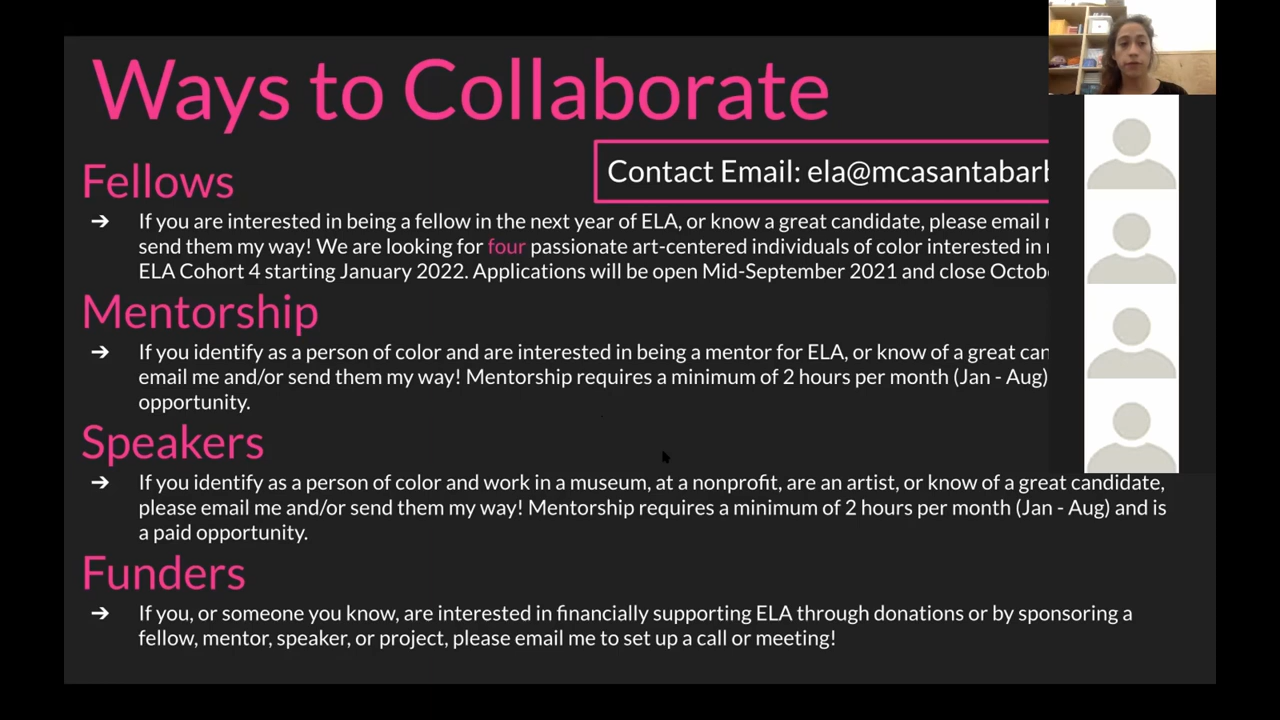 Ways to Collaborate
Contact Email: ela@mcasantabarb
Fellows
➔ If you are interested in being a fellow in the next year of ELA, or know a great candidate, please email
send them my way! We are looking for four passionate art-centered individuals of color interested in
ELA Cohort 4 starting January 2022. Applications will be open Mid-September 2021 and close Octob
Mentorship
➔ If you identify as a person of color and are interested in being a mentor for ELA, or know of a great can
email me and/or send them my way! Mentorship requires a minimum of 2 hours per month (Jan - Aug)
opportunity.
Speakers
➔ If you identify as a person of color and work in a museum, at a nonprofit, are an artist, or know of a great candidate,
please email me and/or send them my way! Mentorship requires a minimum of 2 hours per month (Jan - Aug) and is
a paid opportunity.
Funders
➔ If you, or someone you know, are interested in financially supporting ELA through donations or by sponsoring a
fellow, mentor, speaker, or project, please email me to set up a call or meeting!